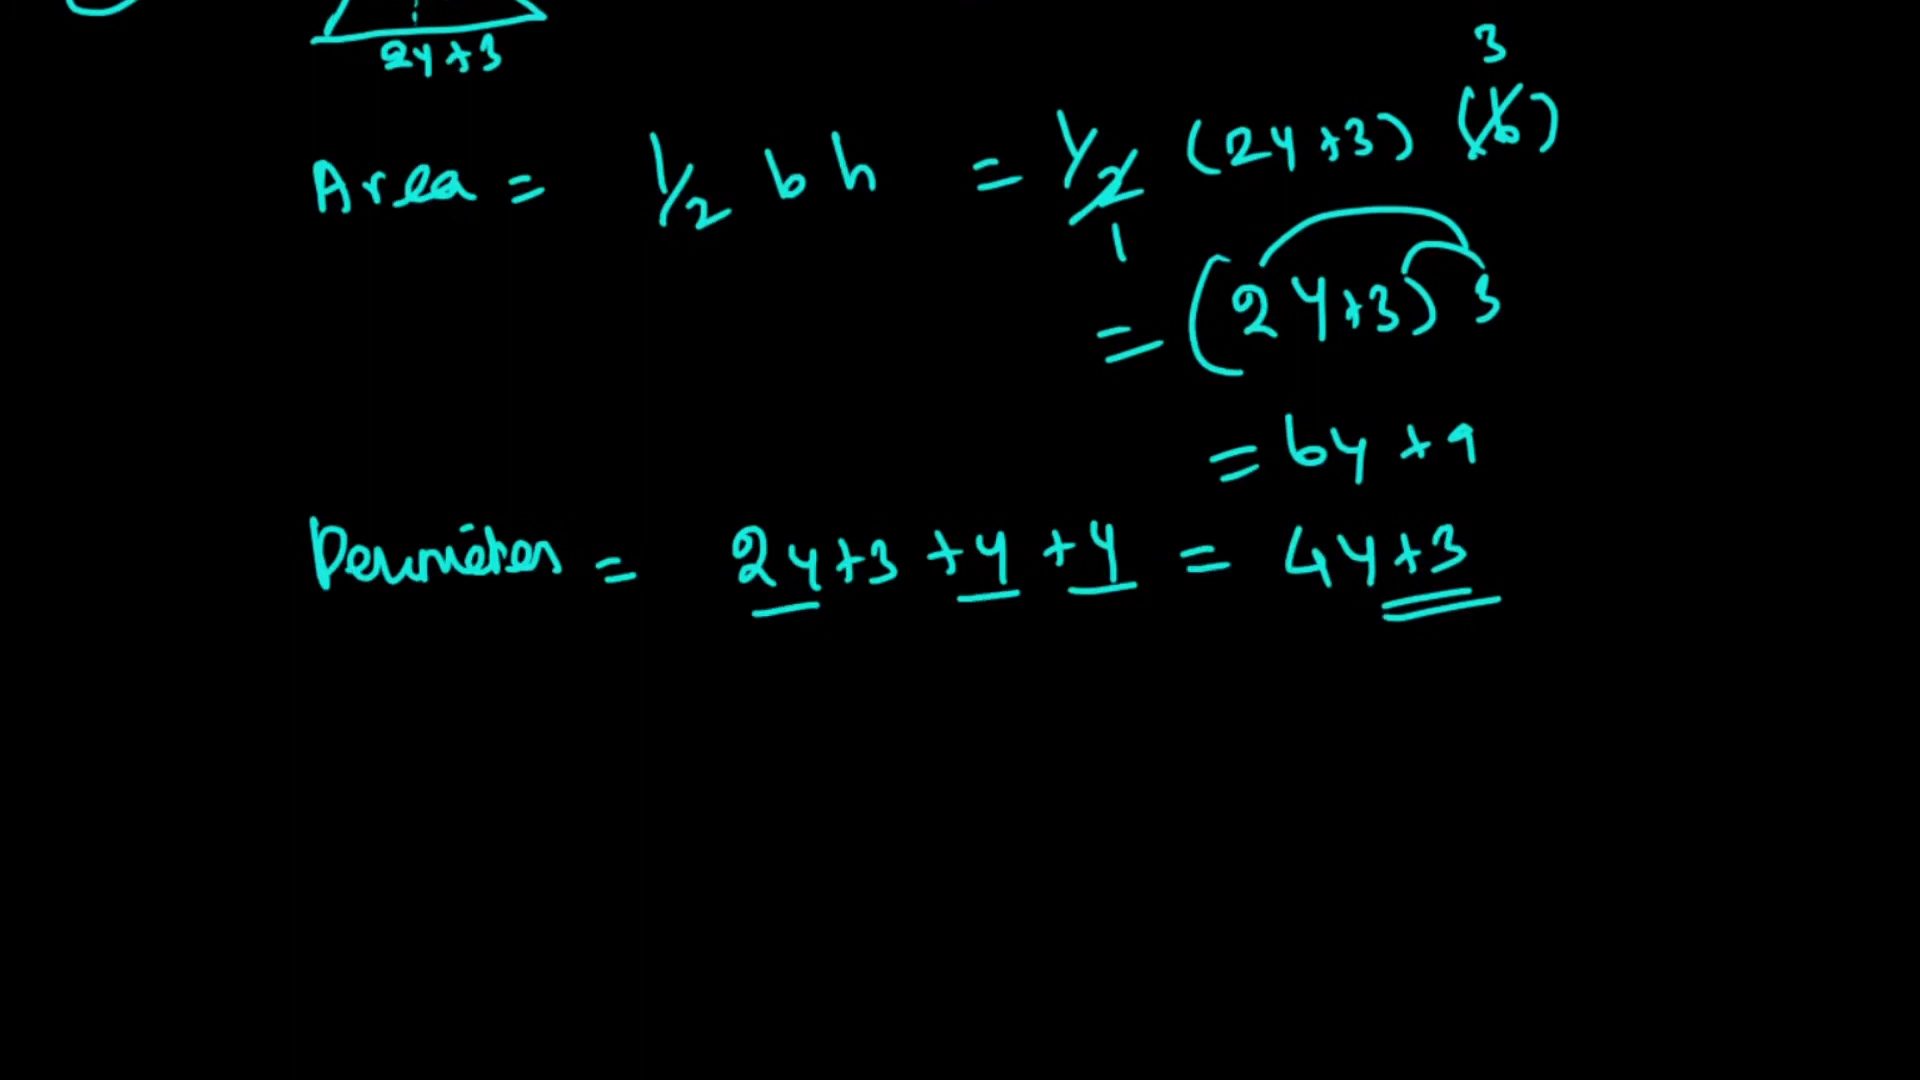 2y+3
3
Area = 1/2 b h = 1/2 (2y+3) (6)
1
= (2y+3) 3
= 6y + 9
Perimeter = 2y+3 +y +y = 4y+3